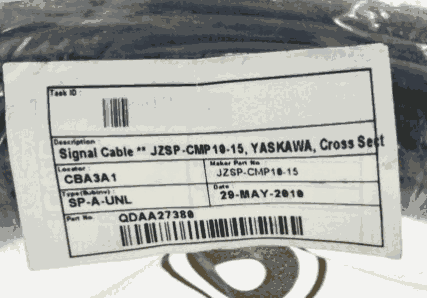 Task ID :
Description
Signal Cable ** JZSP-CMP10-15, YASKAWA, Cross Sect
Locator :
CBA3A1
Maker Part No
JZSP-CMP10-15
Type(Subinv) :
SP-A-UNL
Date
29-MAY-2010
Part No.
QDAA27380